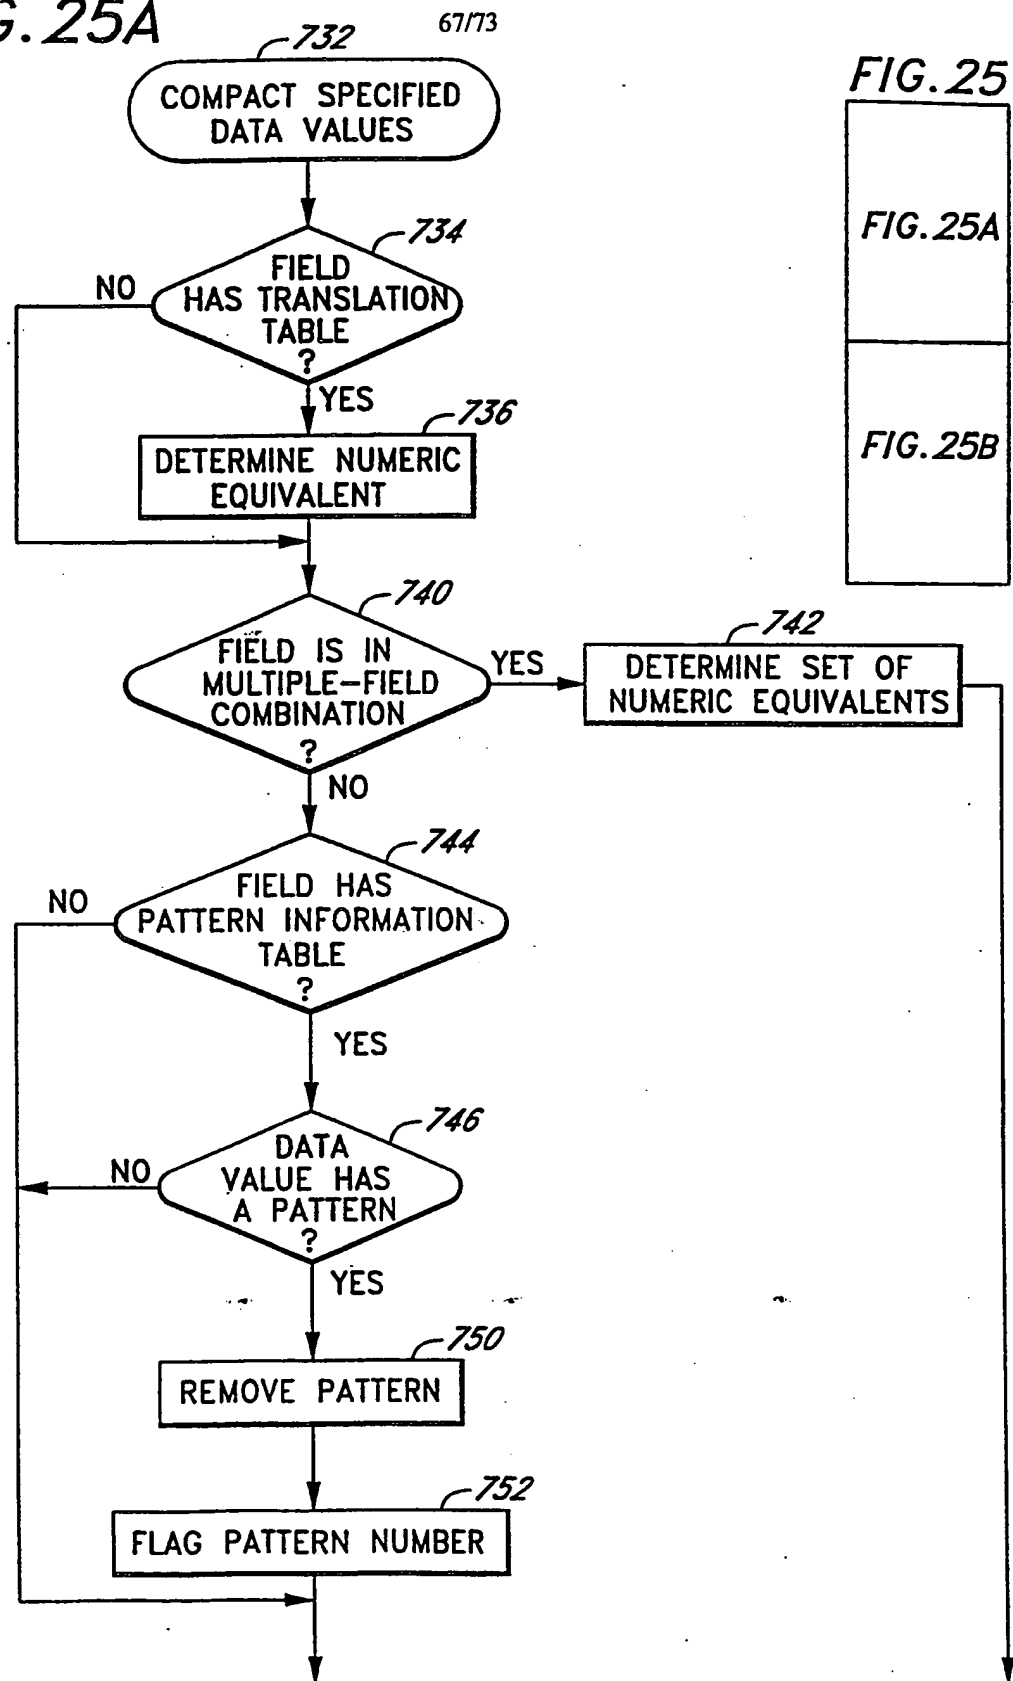 G. 25A
67/73
732
COMPACT SPECIFIED
DATA VALUES
FIG. 25
FIG. 25A
FIG. 25B
734
FIELD
HAS TRANSLATION
TABLE
?
NO
YES
736
DETERMINE NUMERIC
EQUIVALENT
740
FIELD IS IN
MULTIPLE-FIELD
COMBINATION
?
YES
742
DETERMINE SET OF
NUMERIC EQUIVALENTS
NO
744
FIELD HAS
PATTERN INFORMATION
TABLE
?
NO
YES
746
DATA
VALUE HAS
A PATTERN
?
NO
YES
750
REMOVE PATTERN
752
FLAG PATTERN NUMBER